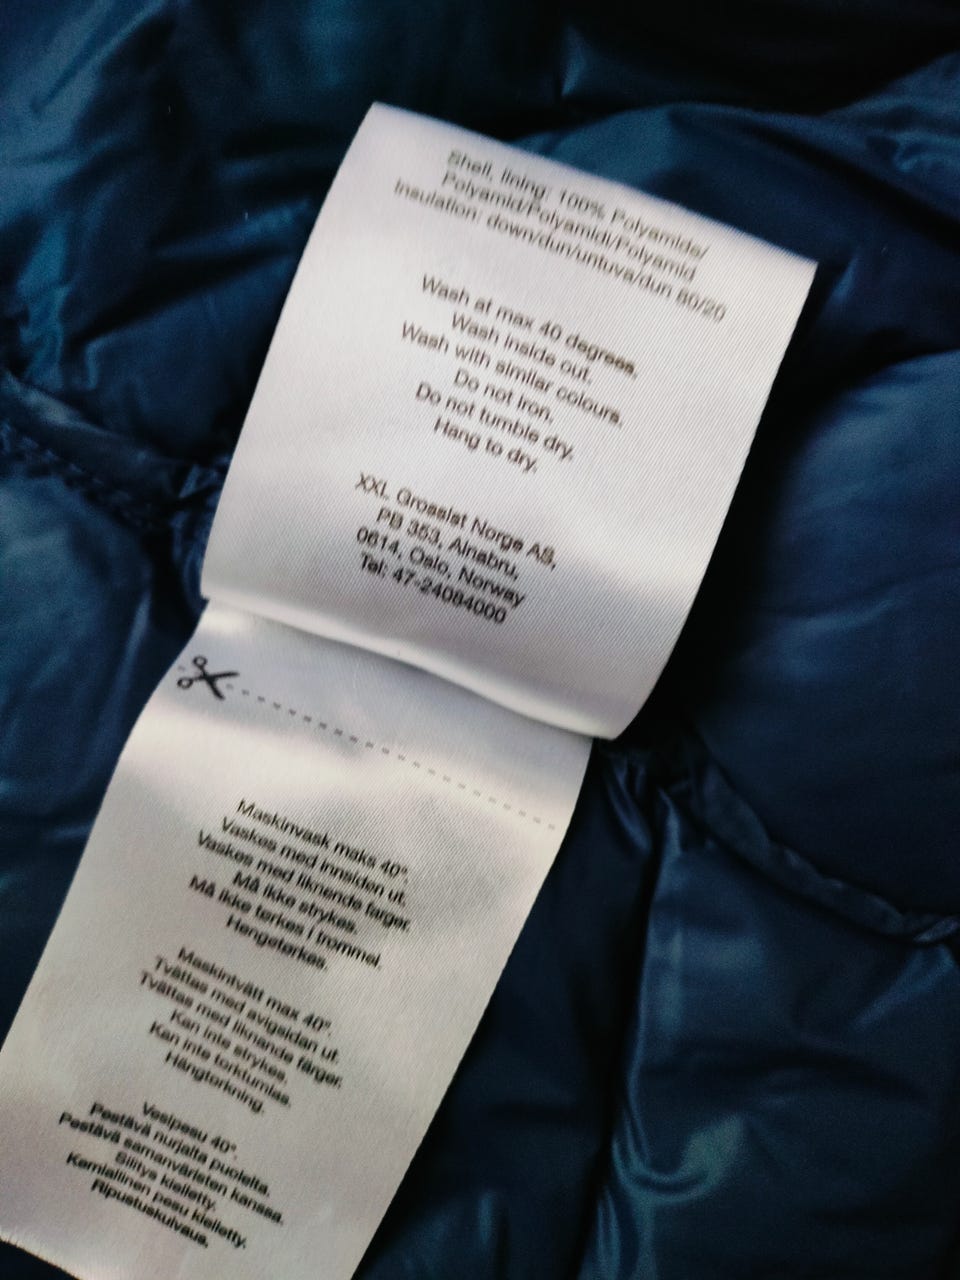 Shell, lining: 100% Polyamide/
Polyamid/Polyamidi/Polyamid
Insulation: down/dun/untuva/dun 80/20
Wash at max 40 degrees.
Wash inside out.
Wash with similar colours.
Do not iron.
Do not tumble dry.
Hang to dry.
XXL Grossist Norge AS,
PB 353, Alnabru,
0614, Oslo, Norway
Tel: 47-24084000
Maskinvask maks 40°
Vaskes med innsiden ut.
Vaskes med liknende farger.
Må ikke strykes.
Må ikke tørkes i trommel.
Hengetørkes.
Maskintvätt max 40°.
Tvättas med avigsidan ut.
Tvättas med liknande färger.
Kan inte strykes.
Kan inte torktumlas.
Hängtorkning.
Vesipesu 40°.
Pestävä nurjalta puolelta.
Pestävä samanväristen kanssa.
Silitys kielletty.
Kemiallinen pesu kielletty.
Ripustuskuivaus.